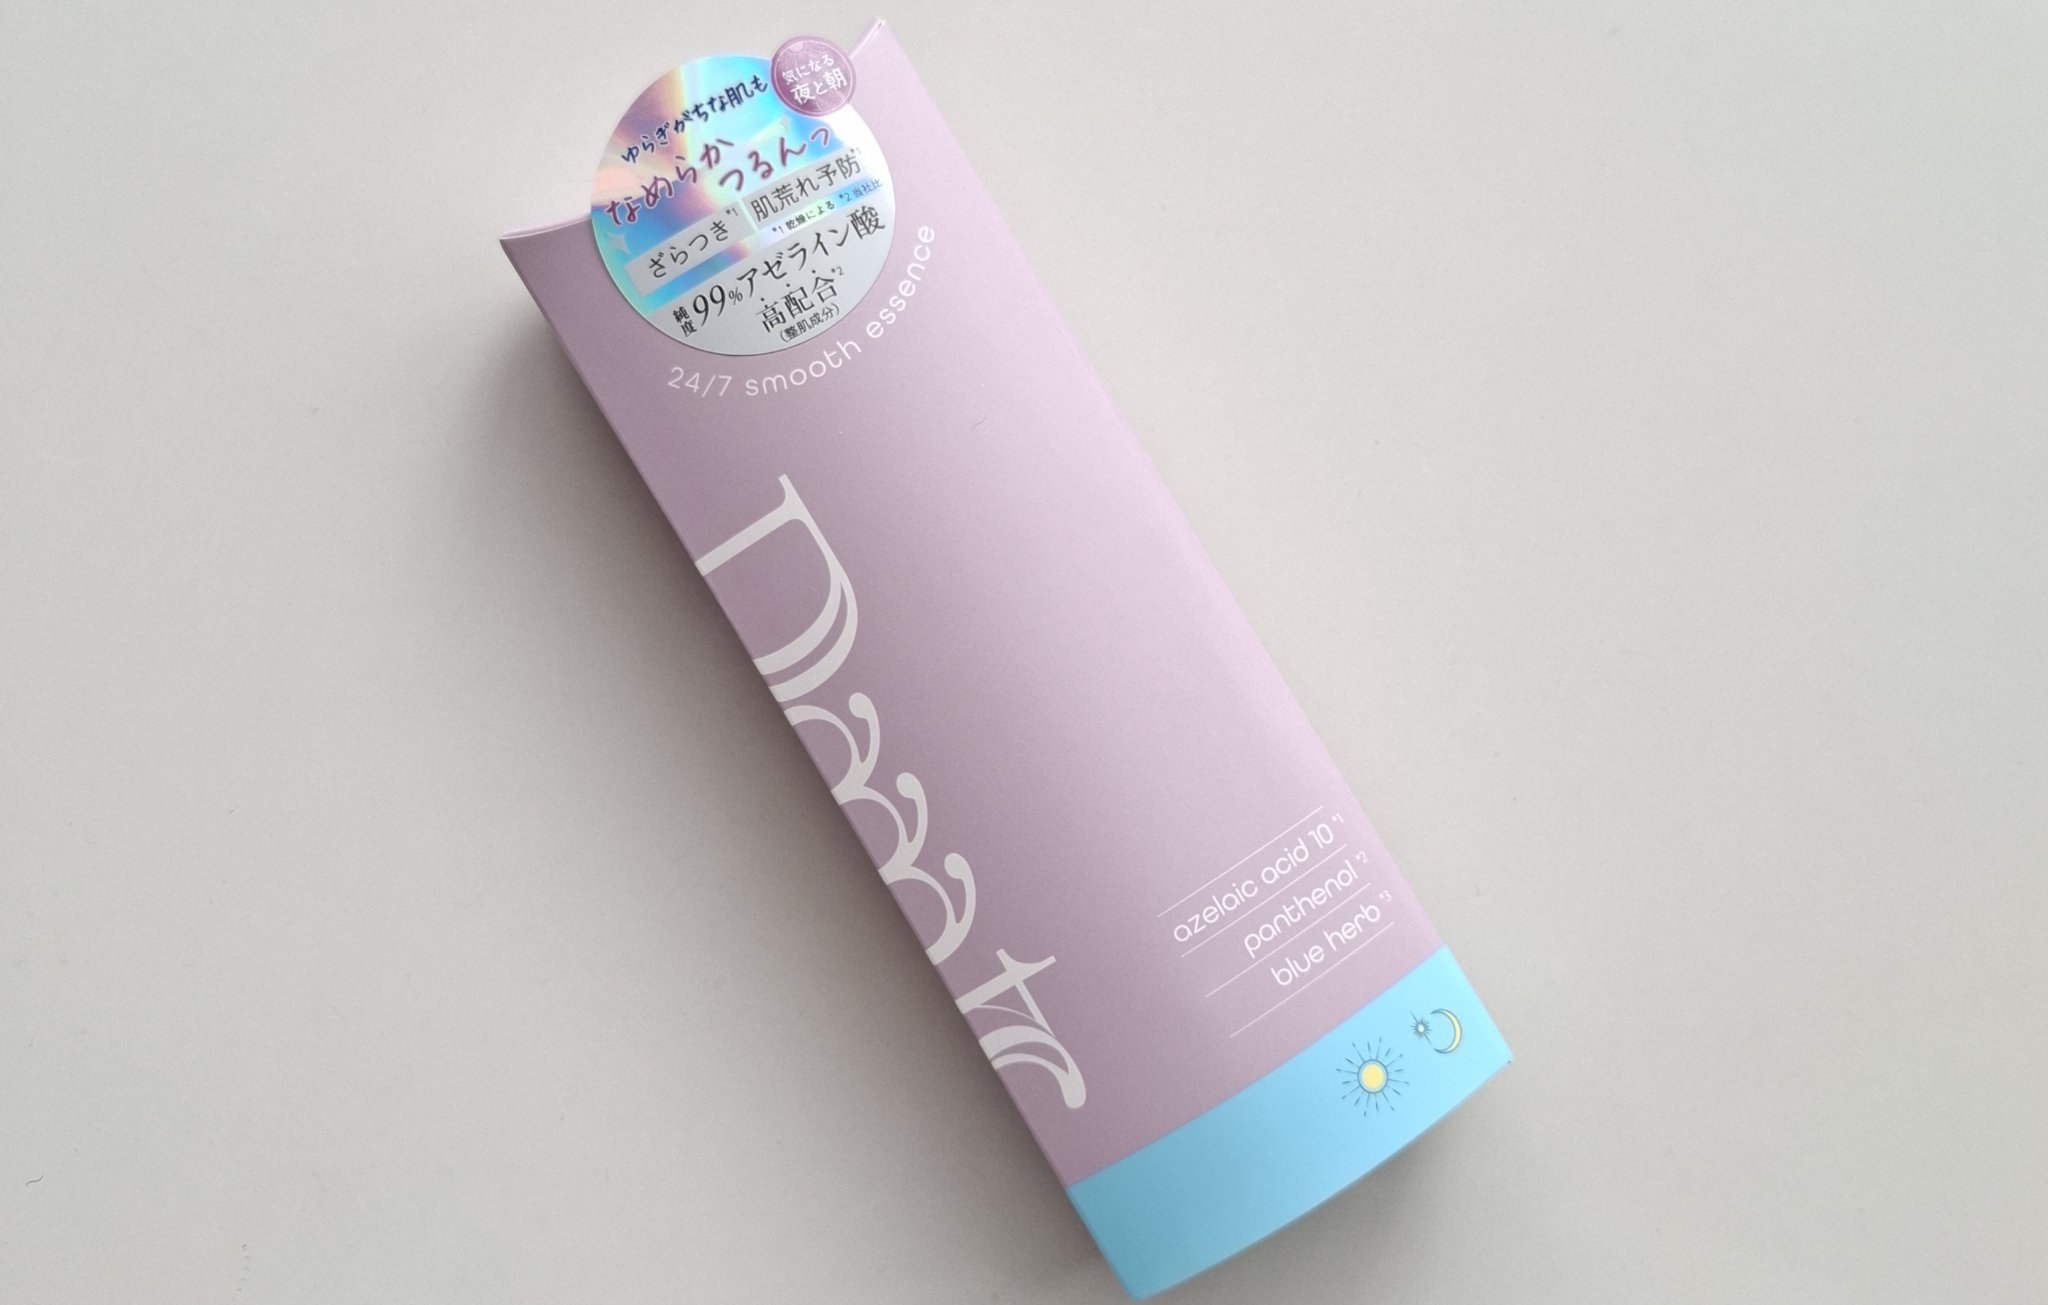 気になる
夜と朝
ゆらぎがちな肌も
なめらか
つるんっ
ざらつき*1 肌荒れ予防*1
*1 乾燥による *2 当社比
純度99%アゼライン酸
高配合*2
(整肌成分)
24/7 smooth essence
azelaic acid 10 *1
panthenol *2
blue herb *3